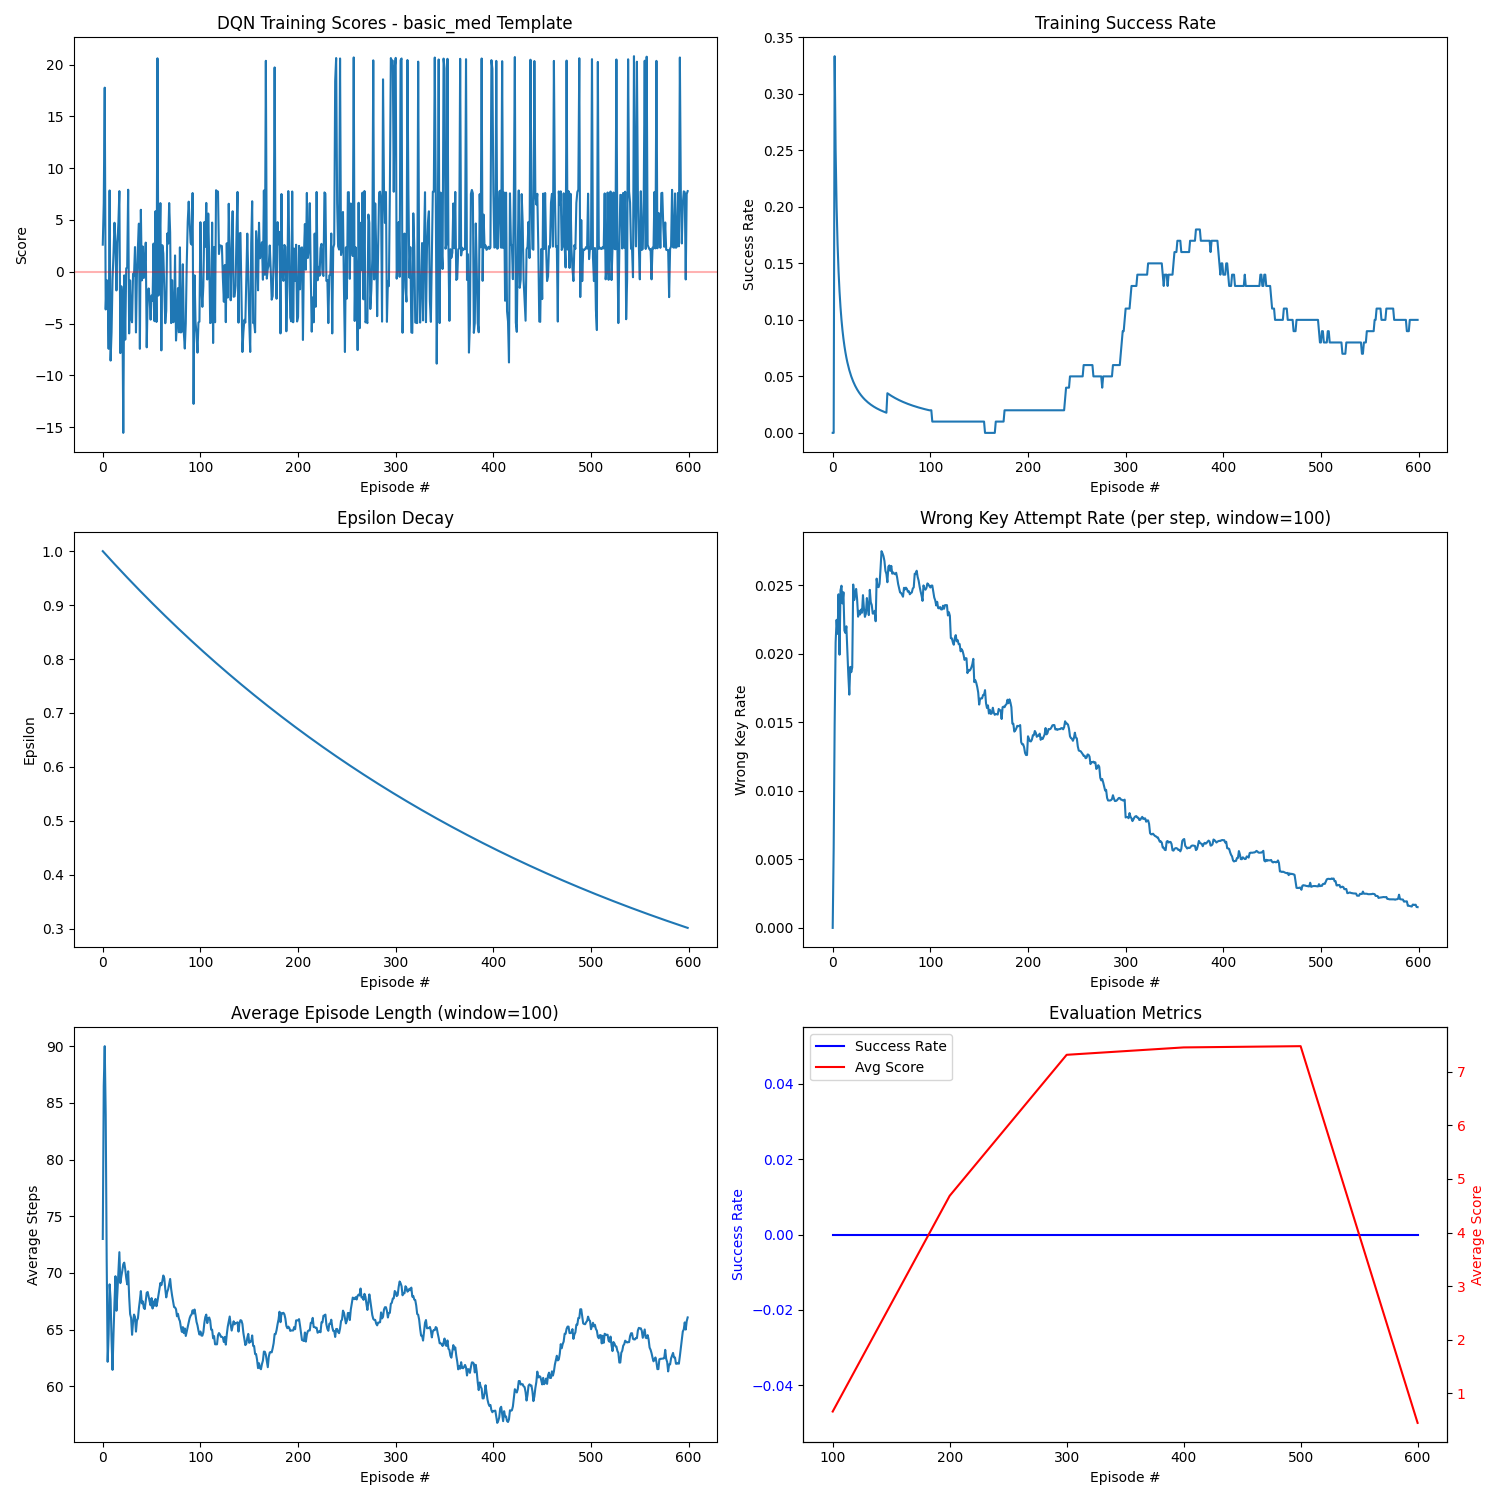 DQN Training Scores - basic_med Template
Score
20
15
10
5
0
−5
−10
−15
0 100 200 300 400 500 600
Episode #
Training Success Rate
Success Rate
0.35
0.30
0.25
0.20
0.15
0.10
0.05
0.00
0 100 200 300 400 500 600
Episode #
Epsilon Decay
Epsilon
1.0
0.9
0.8
0.7
0.6
0.5
0.4
0.3
0 100 200 300 400 500 600
Episode #
Wrong Key Attempt Rate (per step, window=100)
Wrong Key Rate
0.025
0.020
0.015
0.010
0.005
0.000
0 100 200 300 400 500 600
Episode #
Average Episode Length (window=100)
Average Steps
90
85
80
75
70
65
60
0 100 200 300 400 500 600
Episode #
Evaluation Metrics
Success Rate
Avg Score
Success Rate
0.04
0.02
0.00
−0.02
−0.04
7
6
5
4
3
2
1
Average Score
100 200 300 400 500 600
Episode #